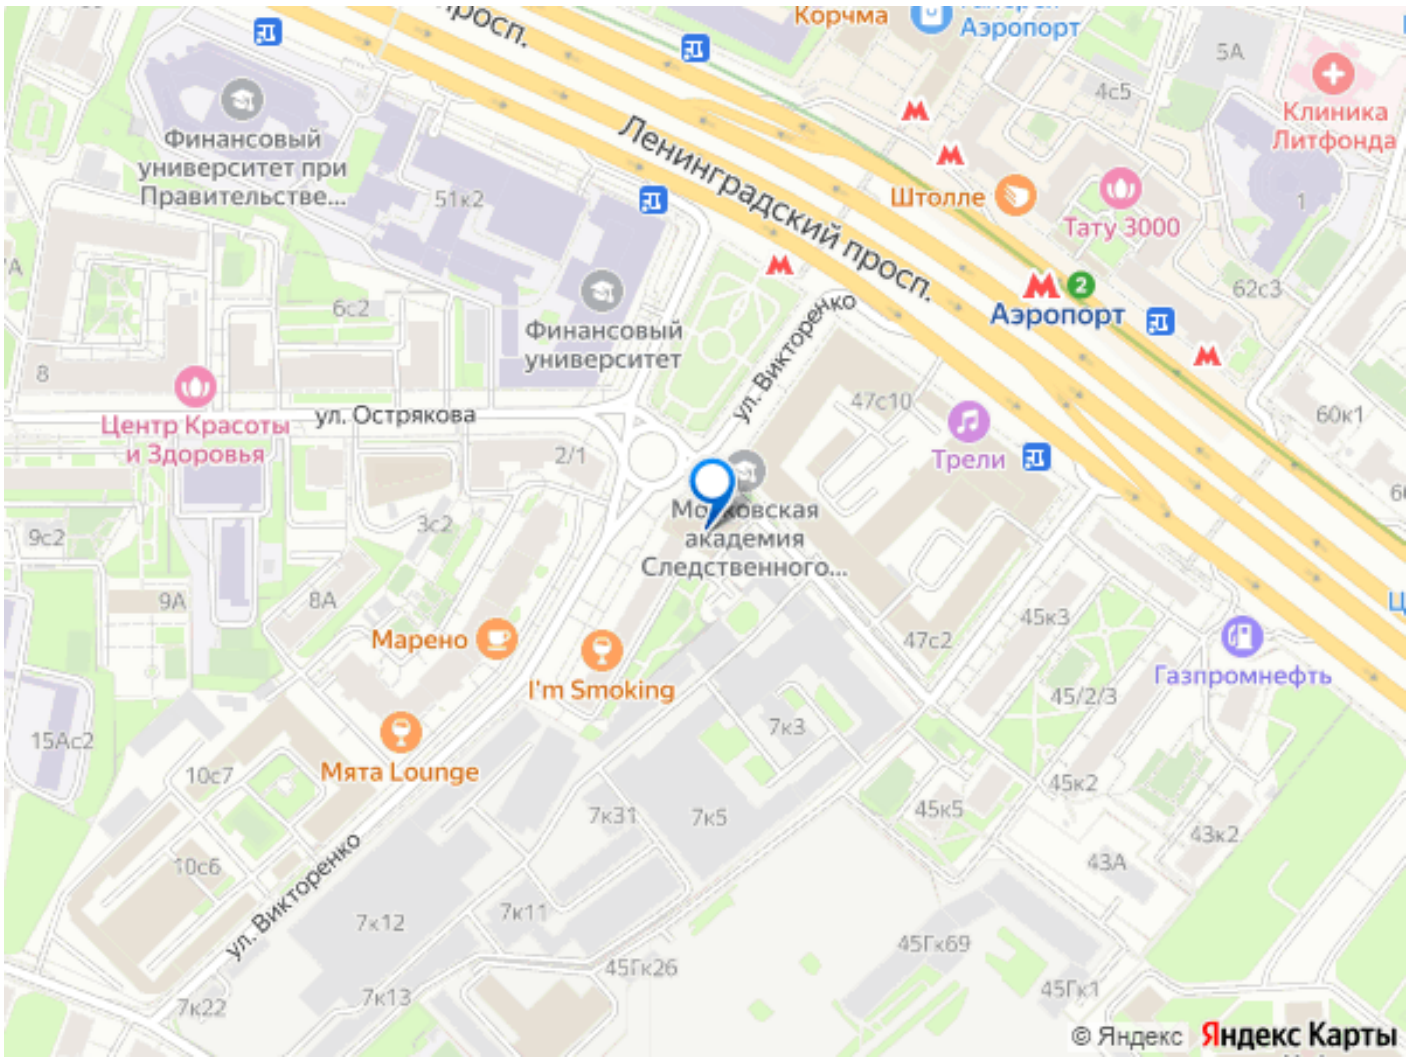 просп.
Корчма
Аэропорт
5А
4с5
Клиника
Литфонда
Финансовый
университет при
Правительстве...
51к2
Ленинградский просп.
Штолле
Тату 3000
1
62с3
2
Аэропорт
6с2
Финансовый
университет
ул. Викторенко
8
Центр Красоты
и Здоровья
ул. Острякова
47с10
Трели
60к1
2/1
3с2
9с2
Московская
академия
Следственного...
9А
8А
Марено
I'm Smoking
47с2
45к3
Газпромнефть
45/2/3
15Ас2
Мята Lounge
10с7
7к3
45к2
7к31
7к5
45к5
43к2
43А
10с6
ул. Викторенко
7к12
7к11
45Гк69
45Гк26
7к13
7к22
45Гк1
© Яндекс
Яндекс Карты